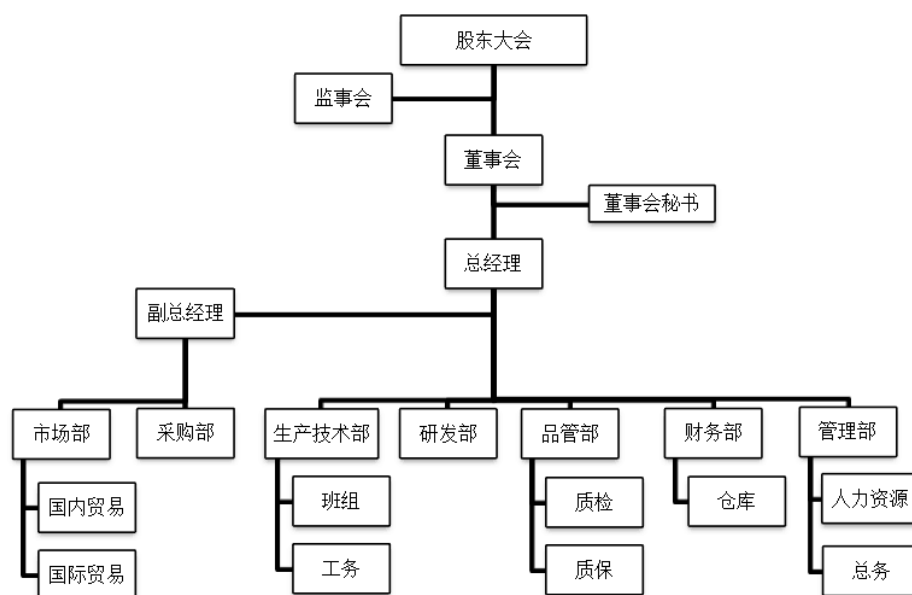 股东大会
监事会
董事会
董事会秘书
总经理
副总经理
市场部
采购部
生产技术部
研发部
品管部
财务部
管理部
国内贸易
班组
质检
仓库
人力资源
国际贸易
工务
质保
总务